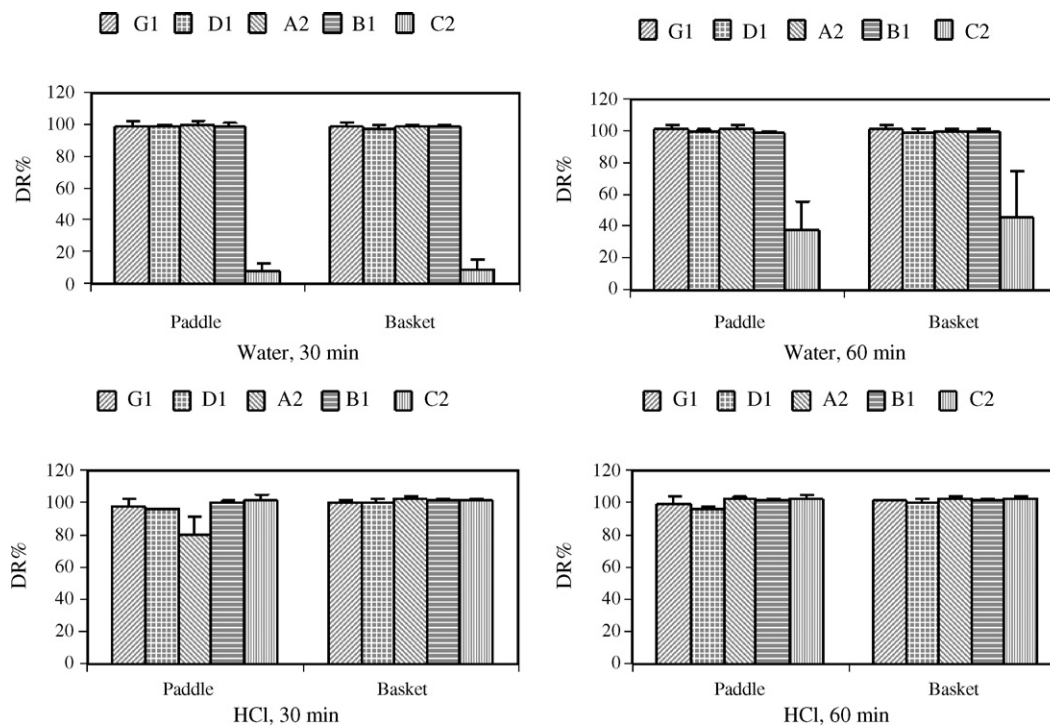 G1 D1 A2 B1 C2
120
100
80
60
40
20
0
DR%
Paddle Basket
Water, 30 min
G1 D1 A2 B1 C2
120
100
80
60
40
20
0
DR%
Paddle Basket
Water, 60 min
G1 D1 A2 B1 C2
120
100
80
60
40
20
0
DR%
Paddle Basket
HCl, 30 min
G1 D1 A2 B1 C2
120
100
80
60
40
20
0
DR%
Paddle Basket
HCl, 60 min